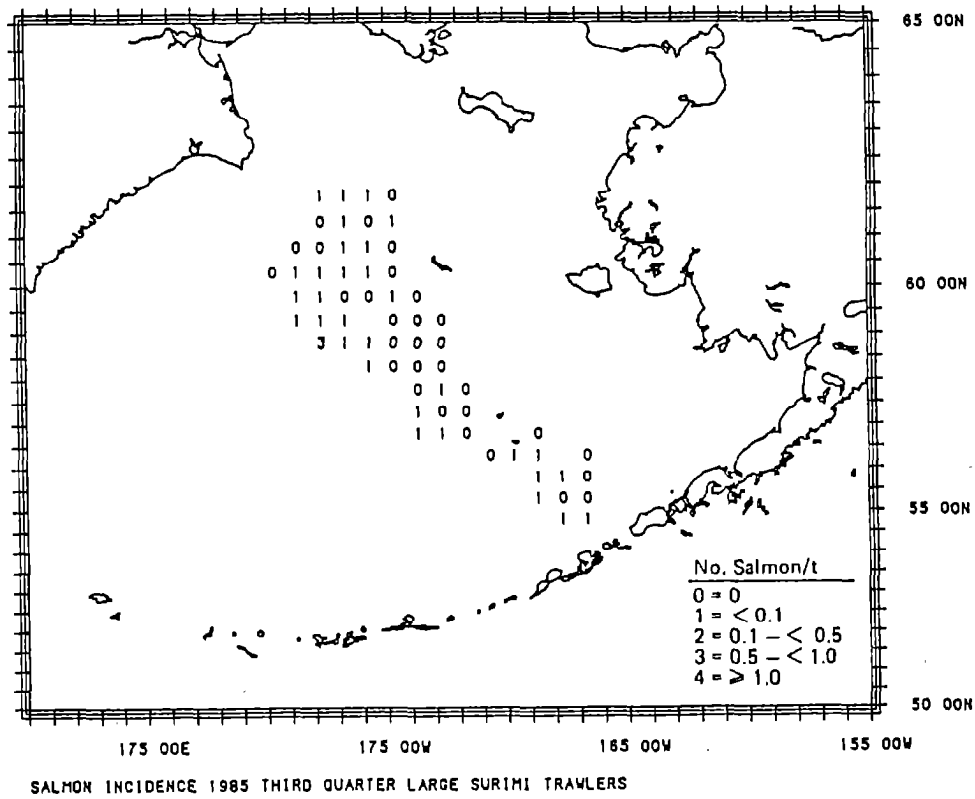 65 00N
1 1 1 0
0 1 0 1
0 0 1 1 0
0 1 1 1 1 0
60 00N
1 1 0 0 1 0
1 1 1 0 0 0
3 1 1 0 0 0
1 0 0 0
0 1 0
1 0 0
1 1 0 0
0 1 1 0
1 1 0
1 0 0
55 00N
1 1
No. Salmon/t
0 = 0
1 = < 0.1
2 = 0.1 – < 0.5
3 = 0.5 – < 1.0
4 = ≥ 1.0
50 00N
175 00E 175 00W 165 00W 155 00W
SALMON INCIDENCE 1985 THIRD QUARTER LARGE SURIMI TRAWLERS